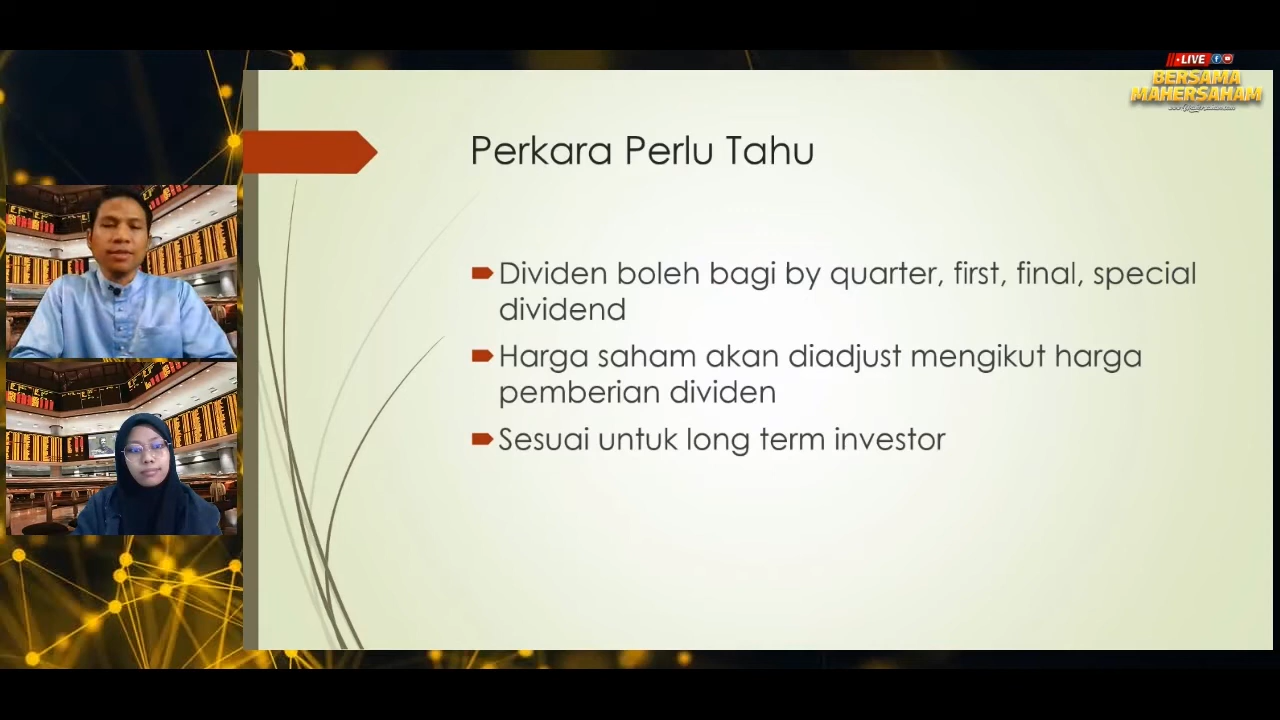 LIVE
BERSAMA
MAHERSAHAM
Perkara Perlu Tahu
Dividen boleh bagi by quarter, first, final, special
dividend
Harga saham akan diadjust mengikut harga
pemberian dividen
Sesuai untuk long term investor